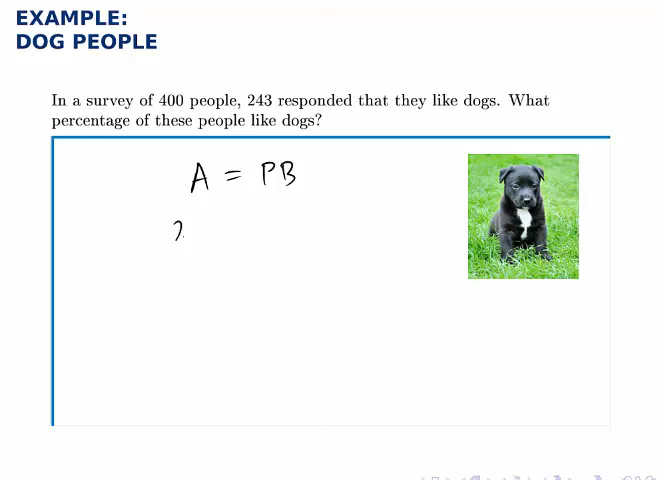 EXAMPLE:
DOG PEOPLE
In a survey of 400 people, 243 responded that they like dogs. What
percentage of these people like dogs?
A = PB